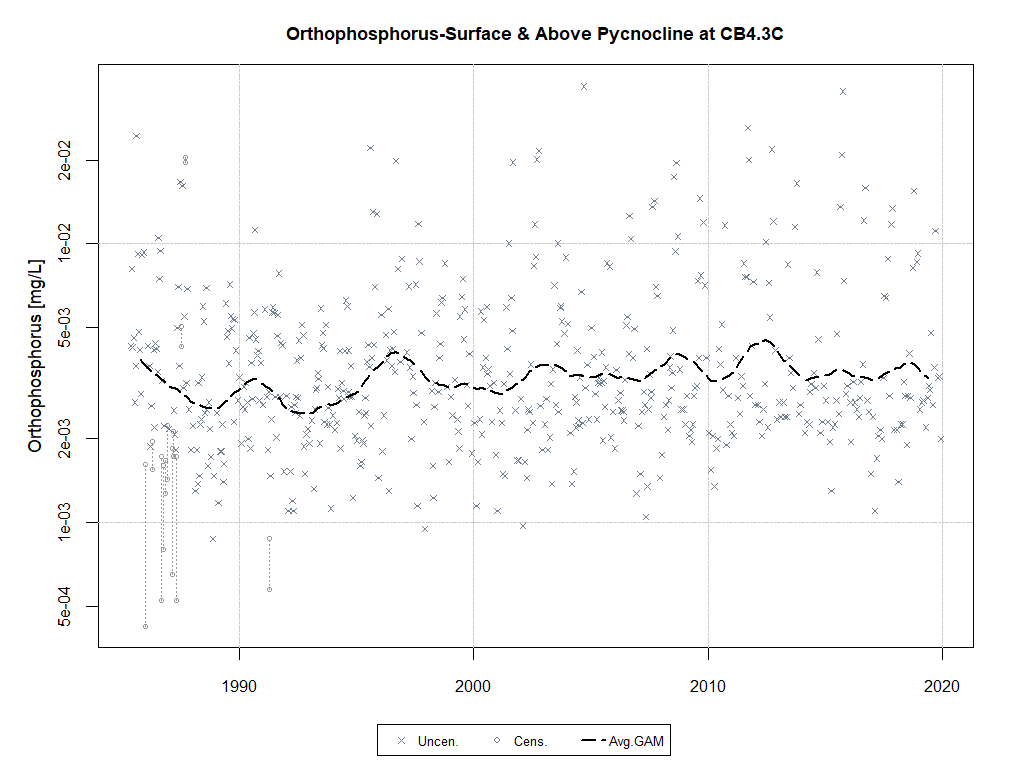 Orthophosphorus-Surface & Above Pycnocline at CB4.3C
Orthophosphorus [mg/L]
2e-02
1e-02
5e-03
2e-03
1e-03
5e-04
1990 2000 2010 2020
Uncen. Cens. Avg.GAM